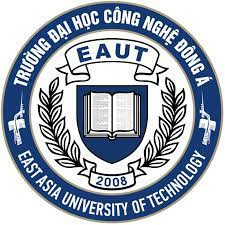 TRƯỜNG ĐẠI HỌC CÔNG NGHỆ ĐÔNG Á
EAUT
2008
EAST ASIA UNIVERSITY OF TECHNOLOGY